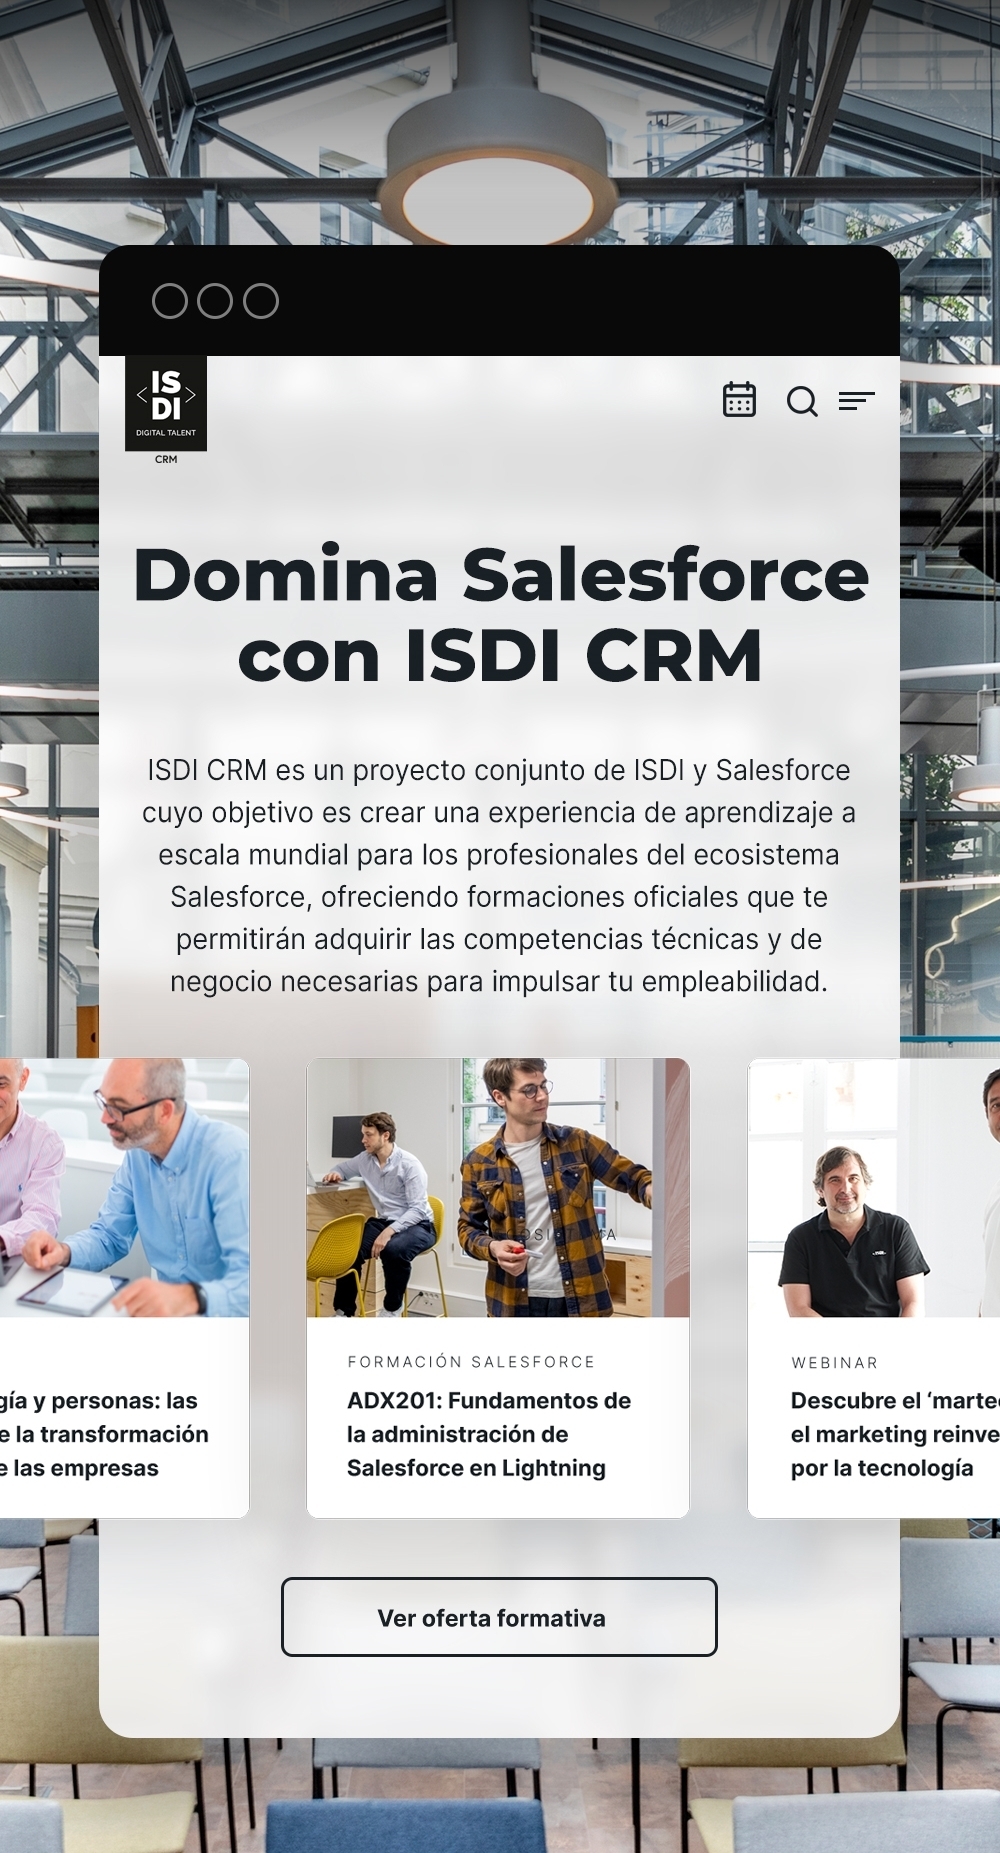 IS
DI
DIGITAL TALENT
CRM
Domina Salesforce
con ISDI CRM
ISDI CRM es un proyecto conjunto de ISDI y Salesforce
cuyo objetivo es crear una experiencia de aprendizaje a
escala mundial para los profesionales del ecosistema
Salesforce, ofreciendo formaciones oficiales que te
permitirán adquirir las competencias técnicas y de
negocio necesarias para impulsar tu empleabilidad.
gía y personas: las
e la transformación
e las empresas
FORMACIÓN SALESFORCE
ADX201: Fundamentos de
la administración de
Salesforce en Lightning
WEBINAR
Descubre el ‘martec
el marketing reinve
por la tecnología
Ver oferta formativa